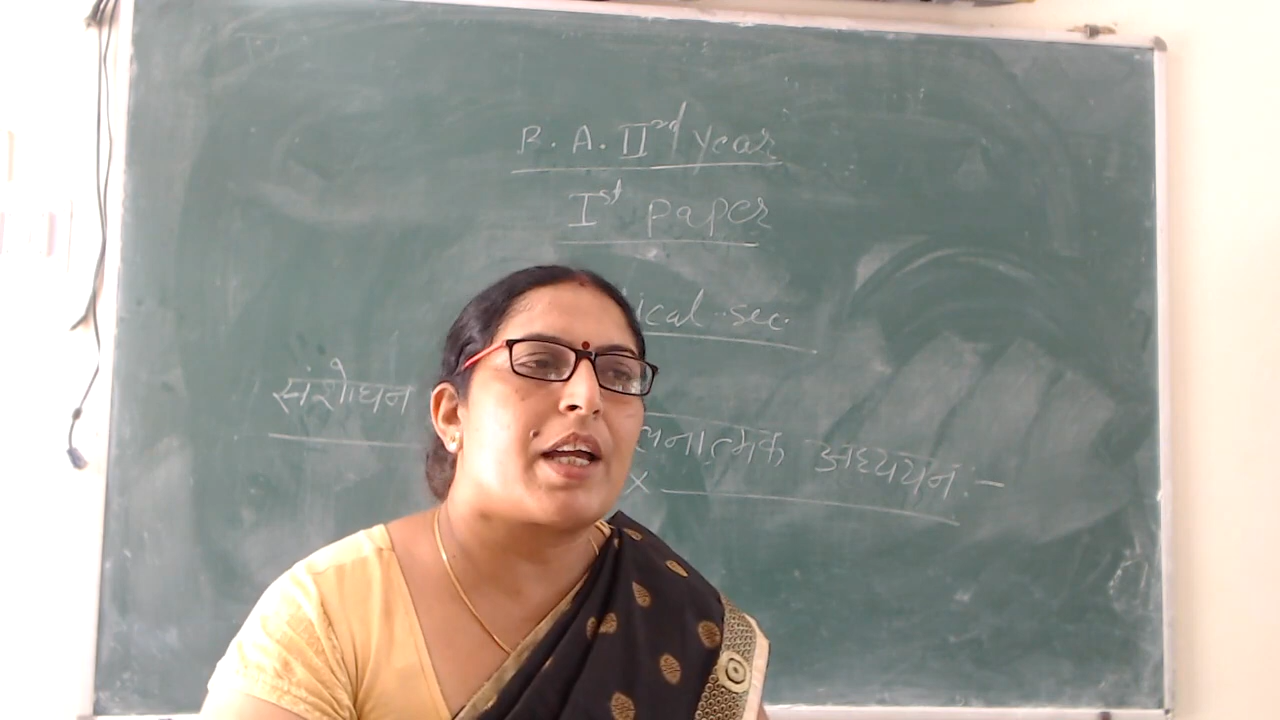 B. A. IInd year
Ist paper
ical sec.
संशोधन
लनात्मक अध्ययन:-
x